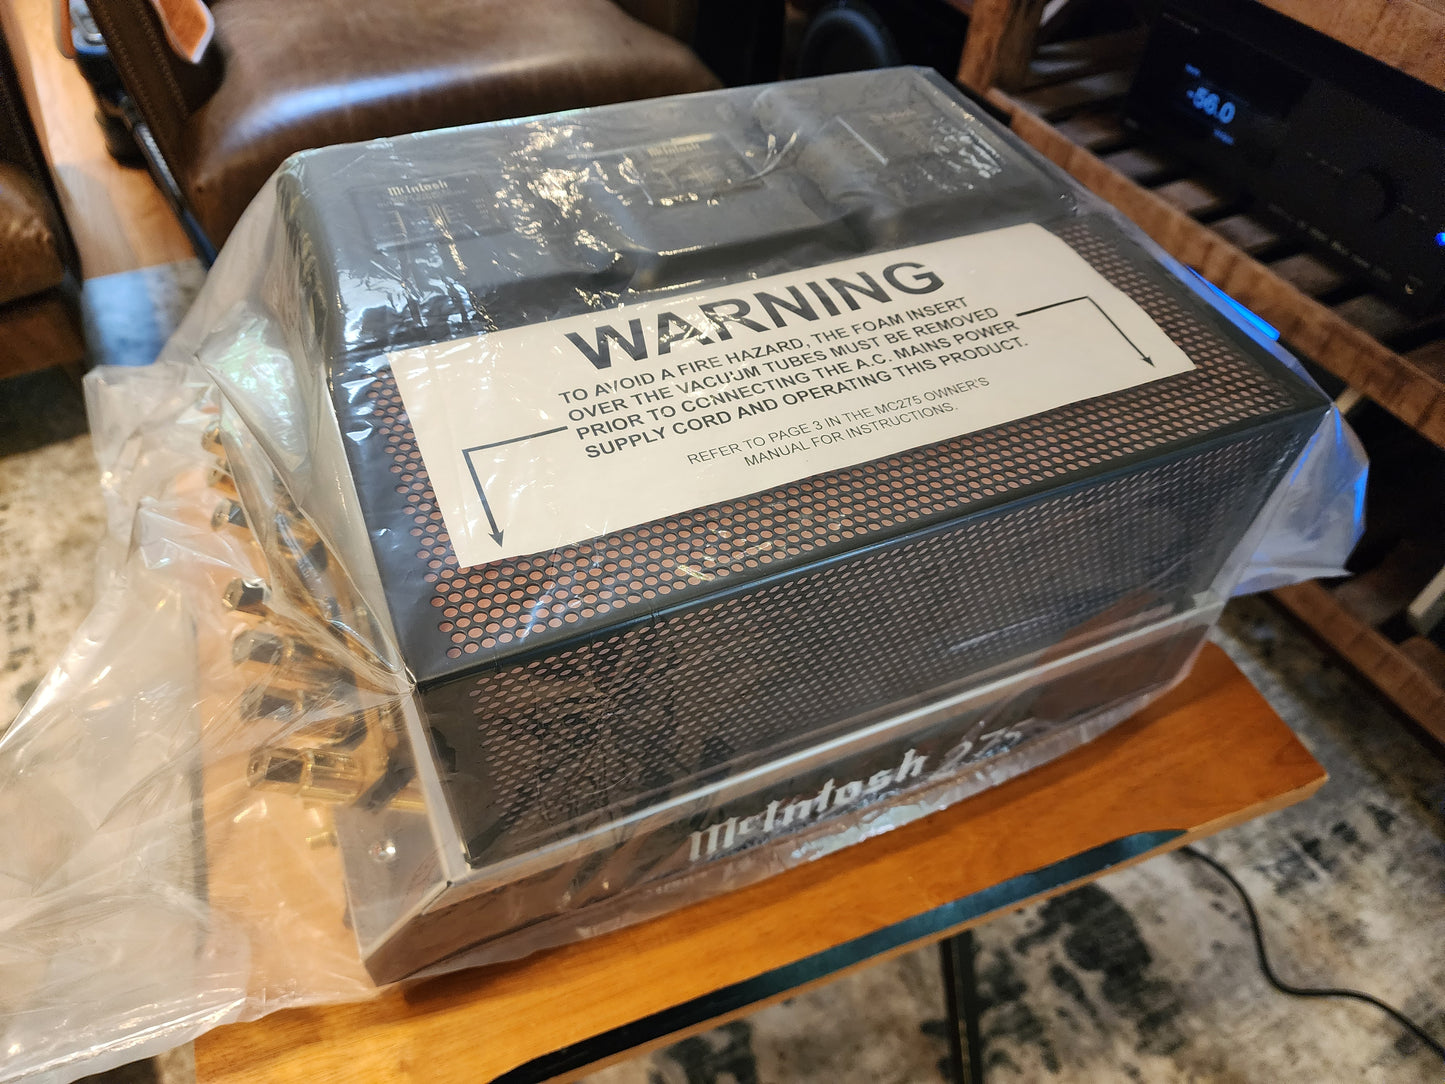 -56.0
McIntosh
McIntosh
WARNING
TO AVOID A FIRE HAZARD, THE FOAM INSERT
OVER THE VACUUM TUBES MUST BE REMOVED
PRIOR TO CONNECTING THE A.C. MAINS POWER
SUPPLY CORD AND OPERATING THIS PRODUCT.
REFER TO PAGE 3 IN THE MC275 OWNER'S
MANUAL FOR INSTRUCTIONS.
McIntosh 275